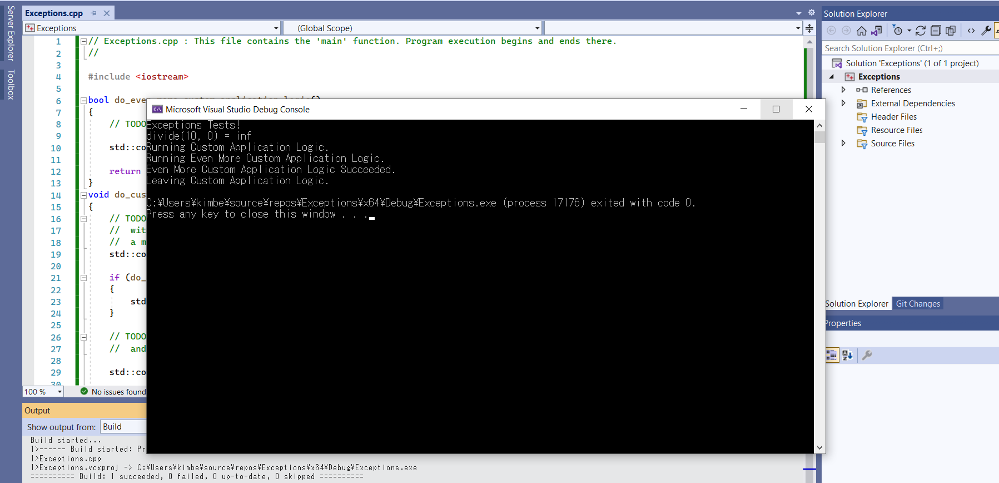 Server Explorer
Toolbox
Exceptions.cpp
Exceptions
(Global Scope)
1 // Exceptions.cpp : This file contains the 'main' function. Program execution begins and ends there.
2 //
3
4 #include <iostream>
5
6 bool do_even_more_custom_application_logic()
7 {
8 // TODO
9
10 std::co
11
12 return
13 }
14 void do_cus
15 {
16 // TODO
17 // wit
18 // a m
19 std::co
20
21 if (do_
22 {
23 std
24 }
25
26 // TODO
27 // and
28
29 std::co
30
100 %
No issues found
Microsoft Visual Studio Debug Console
Exceptions Tests!
divide(10, 0) = inf
Running Custom Application Logic.
Running Even More Custom Application Logic.
Even More Custom Application Logic Succeeded.
Leaving Custom Application Logic.
C:¥Users¥kimbe¥source¥repos¥Exceptions¥x64¥Debug¥Exceptions.exe (process 17176) exited with code 0.
Press any key to close this window . . .
Output
Show output from: Build
Build started...
1>------ Build started: Pr
1>Exceptions.cpp
1>Exceptions.vcxproj -> C:¥Users¥kimbe¥source¥repos¥Exceptions¥x64¥Debug¥Exceptions.exe
========== Build: 1 succeeded, 0 failed, 0 up-to-date, 0 skipped ==========
Solution Explorer
Search Solution Explorer (Ctrl+;)
Solution 'Exceptions' (1 of 1 project)
Exceptions
References
External Dependencies
Header Files
Resource Files
Source Files
Solution Explorer
Git Changes
Properties